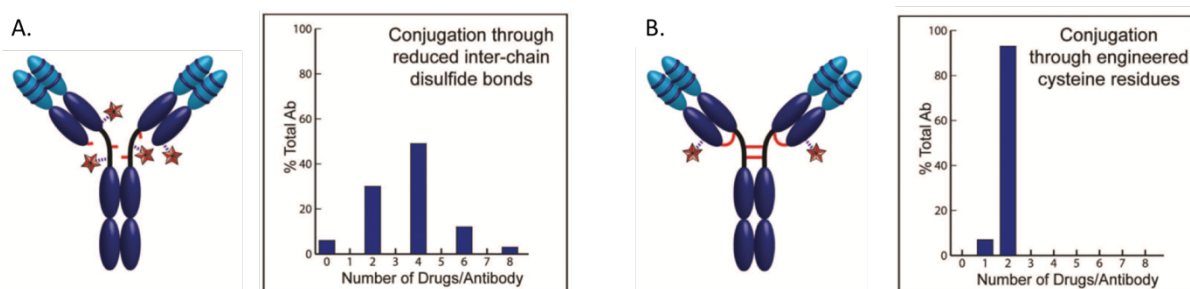 A.
Conjugation through
reduced inter-chain
disulfide bonds
% Total Ab
100
80
60
40
20
0
0 1 2 3 4 5 6 7 8
Number of Drugs/Antibody
B.
Conjugation
through engineered
cysteine residues
% Total Ab
100
80
60
40
20
0
0 1 2 3 4 5 6 7 8
Number of Drugs/Antibody